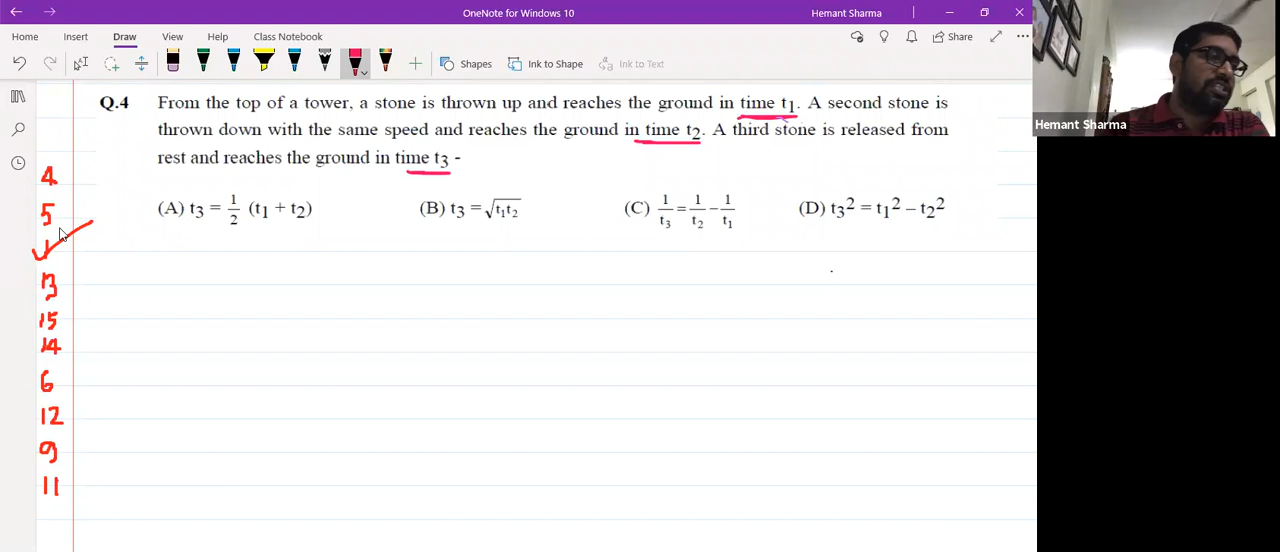 OneNote for Windows 10
Hemant Sharma
Home Insert Draw View Help Class Notebook
Share
Shapes Ink to Shape Ink to Text
Q.4 From the top of a tower, a stone is thrown up and reaches the ground in time t₁. A second stone is
thrown down with the same speed and reaches the ground in time t₂. A third stone is released from
rest and reaches the ground in time t₃ -
(A) t₃ = 1/2 (t₁ + t₂) (B) t₃ = √t₁t₂ (C) 1/t₃ = 1/t₂ − 1/t₁ (D) t₃² = t₁² − t₂²
4
5
13
15
14
6
12
9
11
Hemant Sharma